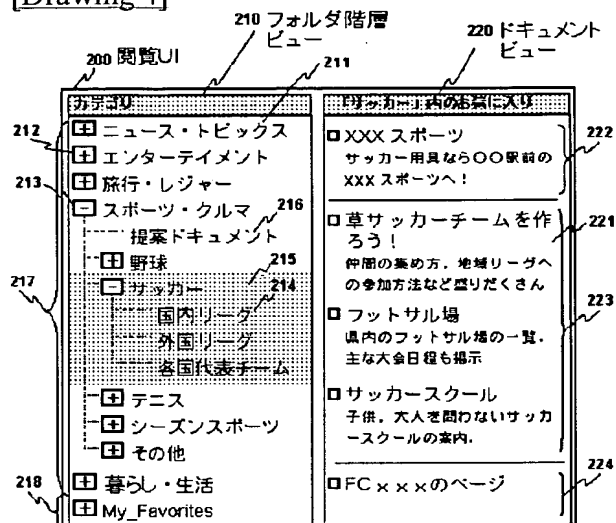 [Drawing 4]
210 フォルダ階層
ビュー
220 ドキュメント
ビュー
200 閲覧UI
211
カテゴリ
「サッカー」内のお気に入り
ニュース・トピックス
212
エンターテイメント
213
旅行・レジャー
スポーツ・クルマ
216
提案ドキュメント
野球
215
サッカー
214
国内リーグ
外国リーグ
各国代表チーム
217
テニス
シーズンスポーツ
その他
暮らし・生活
218
My_Favorites
XXX スポーツ
222
サッカー用具なら〇〇駅前の
XXX スポーツへ!
草サッカーチームを作
221
ろう!
仲間の集め方，地域リーグへ
の参加方法など盛りだくさん
フットサル場
223
県内のフットサル場の一覧．
主な大会日程も掲示
サッカースクール
子供，大人を問わないサッカ
ースクールの案内．
224
FC×××のページ